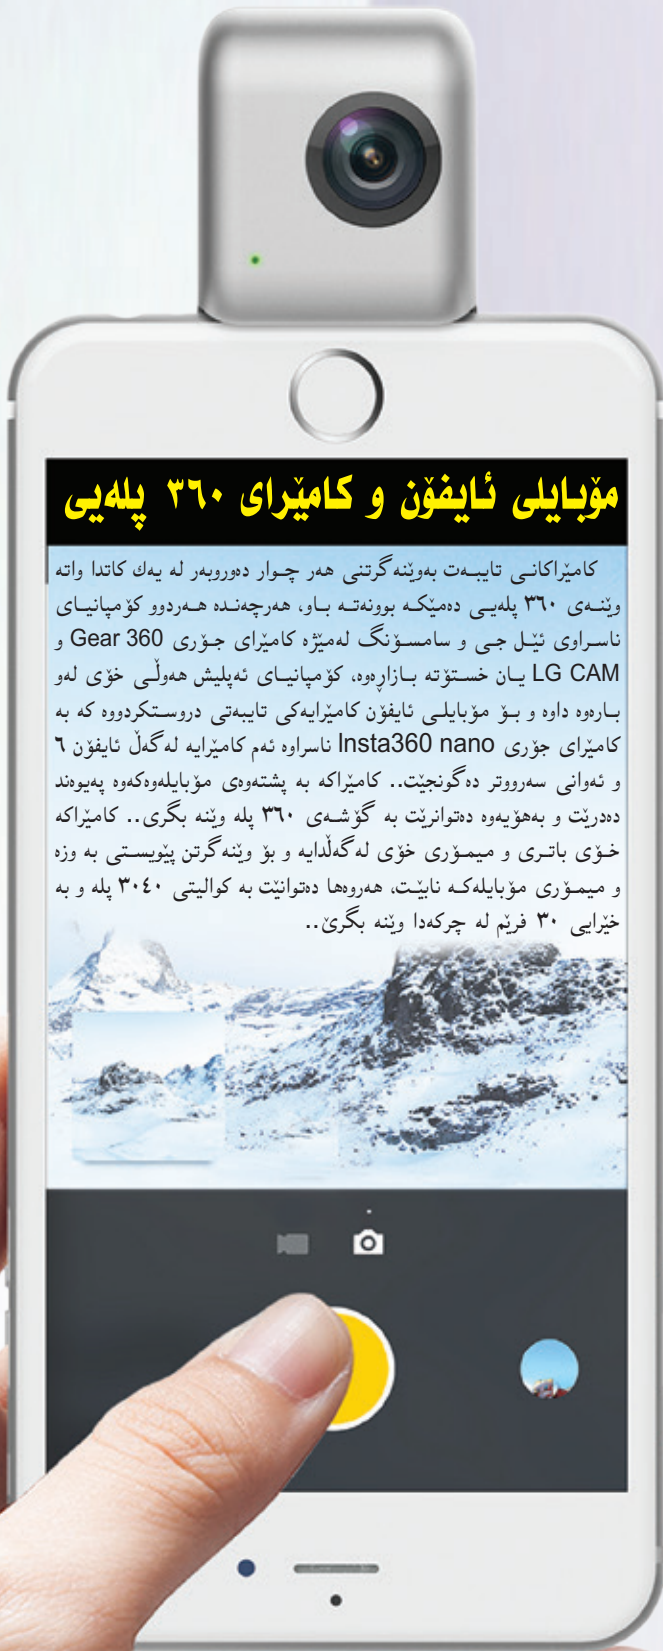 مۆبایلی ئایفۆن و کامێرای ٣٦٠ پلەیی
کامێراکانی تایبەت بەوێنەگرتنی هەر چوار دەوروبەر لە یەك کاتدا واتە
وێنەی ٣٦٠ پلەیی دەمێکە بوونەتە باو، هەرچەندە هەردوو کۆمپانیای
ناسراوی ئێل جی و سامسۆنگ لەمێژە کامێرای جۆری Gear 360 و
LG CAM یان خستۆتە بازاڕەوە، کۆمپانیای ئەپلیش هەوڵی خۆی لەو
بارەوە داوە و بۆ مۆبایلی ئایفۆن کامێرایەکی تایبەتی دروستکردووە کە بە
کامێرای جۆری Insta360 nano ناسراوە ئەم کامێرایە لەگەڵ ئایفۆن ٦
و ئەوانی سەرووتر دەگونجێت.. کامێراکە بە پشتەوەی مۆبایلەوەکەوە پەیوەند
دەدرێت و بەهۆیەوە دەتوانرێت بە گۆشەی ٣٦٠ پلە وێنە بگری.. کامێراکە
خۆی باتری و میمۆری خۆی لەگەڵدایە و بۆ وێنەگرتن پێویستی بە وزە
و میمۆری مۆبایلەکە نابێت، هەروەها دەتوانێت بە کوالیتی ٣٠٤٠ پلە و بە
خێرایی ٣٠ فرێم لە چرکەدا وێنە بگرێ..